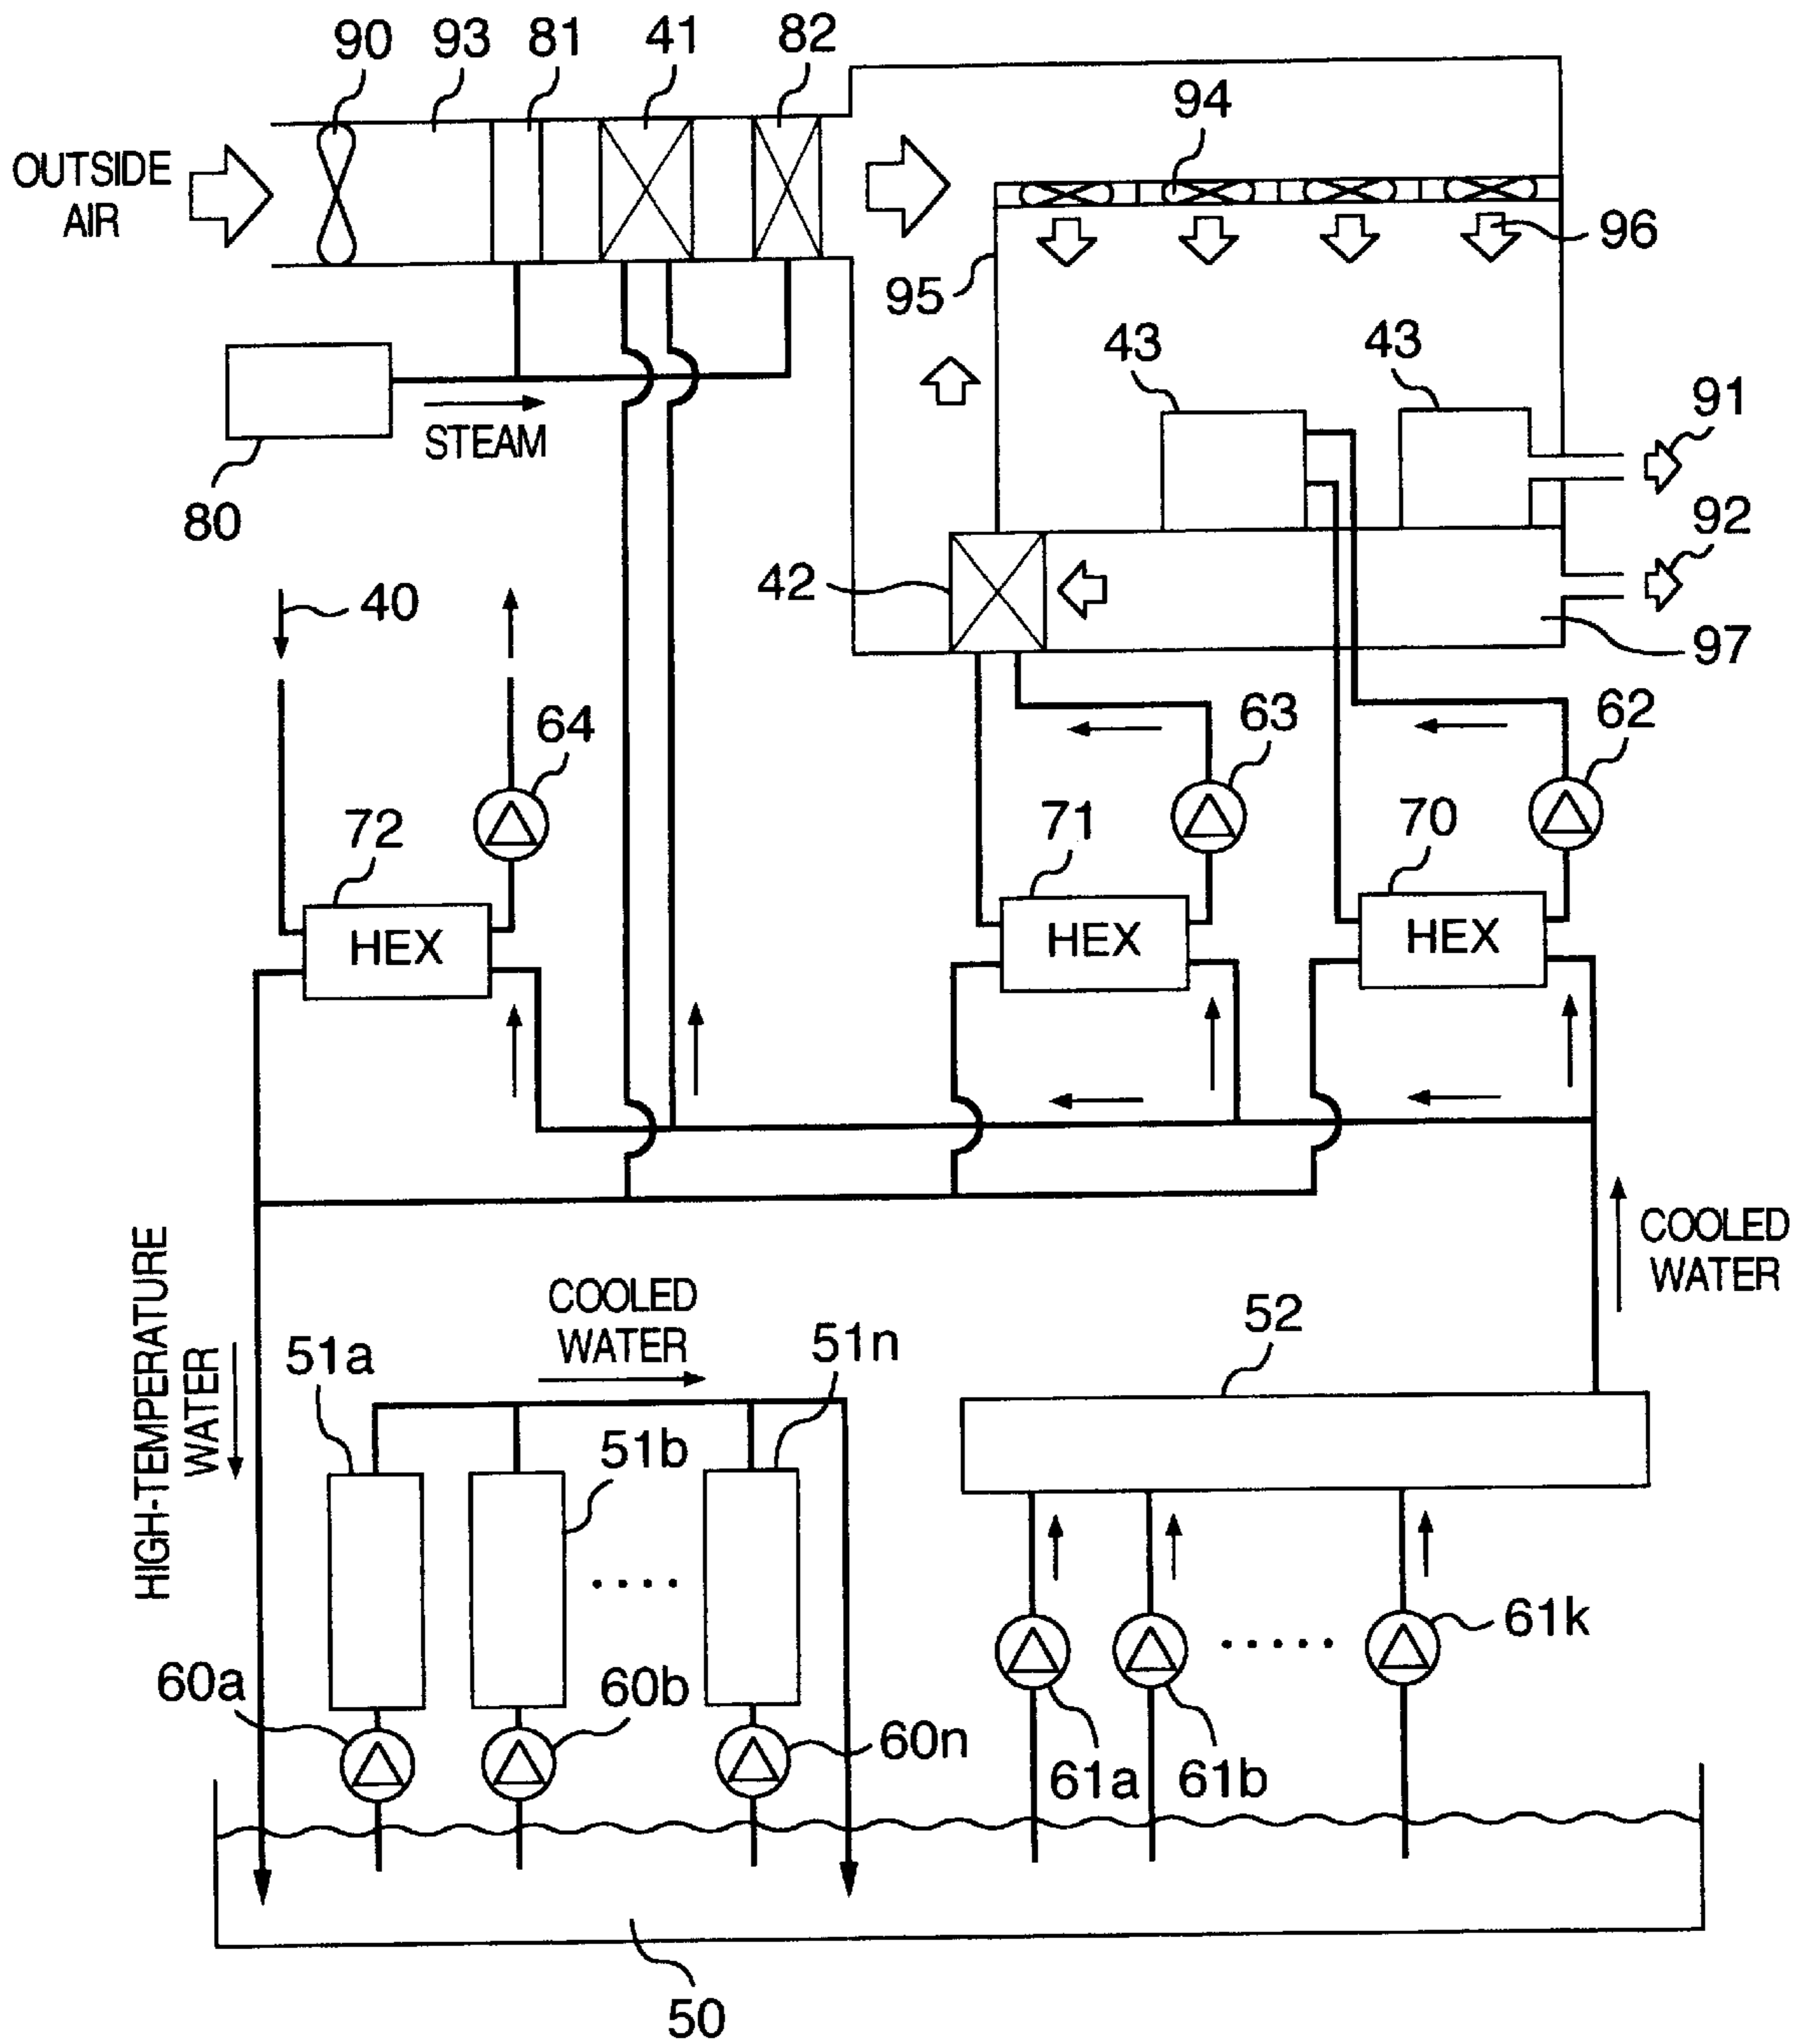 90 93 81 41 82
94
OUTSIDE
AIR
96
95
43 43
91
STEAM
80
92
42
40
97
64 63 62
72 71 70
HEX HEX HEX
COOLED
WATER
HIGH-TEMPERATURE
WATER
COOLED
WATER
52
51a 51n
51b
61k
60a 60b
60n
61a 61b
50